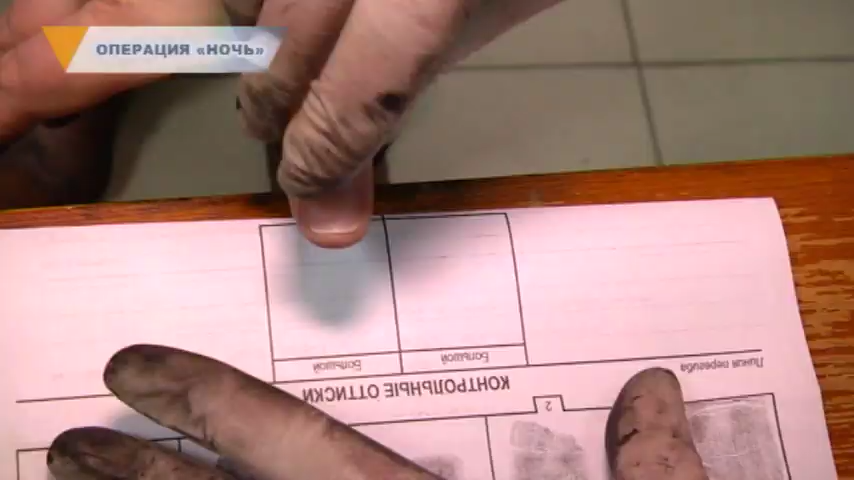 ОПЕРАЦИЯ «НОЧЬ»
2
КОНТРОЛЬНЫЕ ОТТИСКИ
Линия перегиба
Большой
Большой